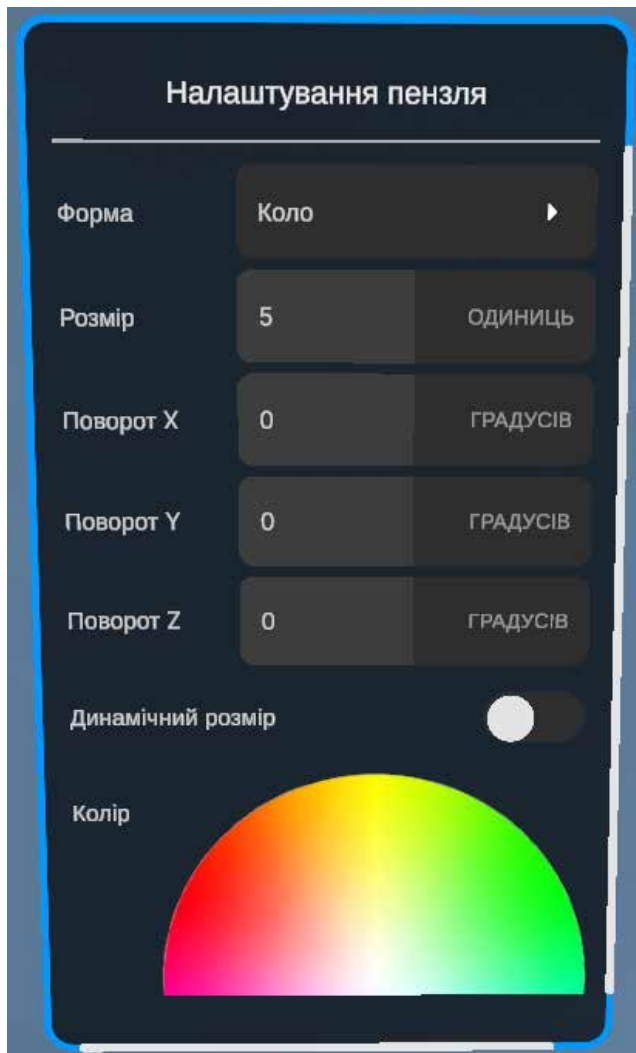 Налаштування пензля
Форма Коло
Розмір 5 ОДИНИЦЬ
Поворот X 0 ГРАДУСІВ
Поворот Y 0 ГРАДУСІВ
Поворот Z 0 ГРАДУСІВ
Динамічний розмір
Колір